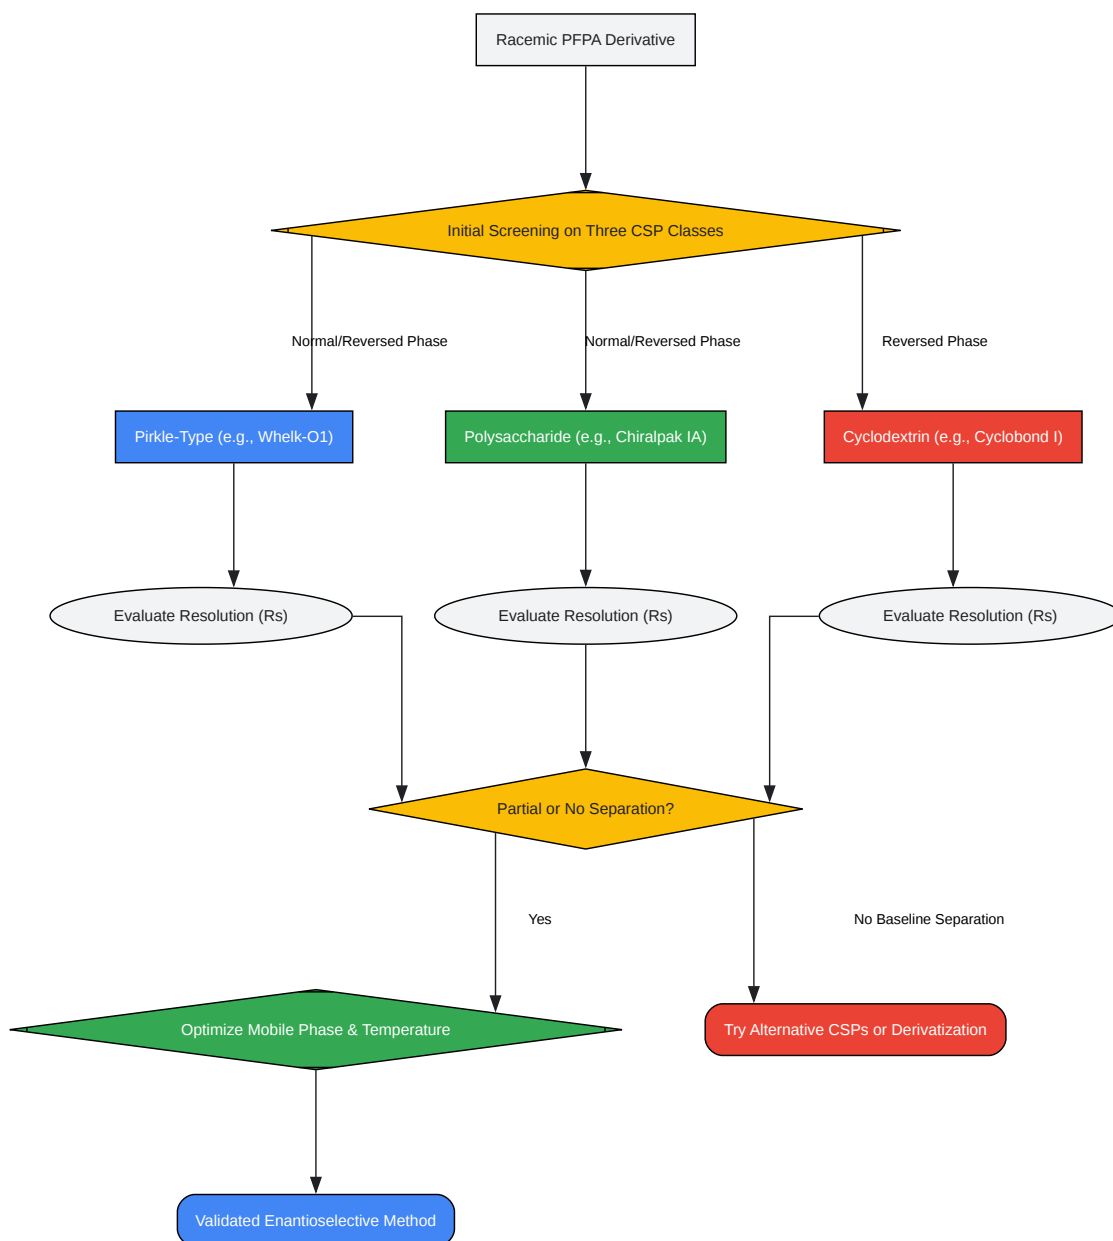 Racemic PFPA Derivative
Initial Screening on Three CSP Classes
Normal/Reversed Phase
Normal/Reversed Phase
Reversed Phase
Pirkle-Type (e.g., Whelk-O1)
Polysaccharide (e.g., Chiralpak IA)
Cyclodextrin (e.g., Cyclobond I)
Evaluate Resolution (Rs)
Evaluate Resolution (Rs)
Evaluate Resolution (Rs)
Partial or No Separation?
Yes
No Baseline Separation
Optimize Mobile Phase & Temperature
Try Alternative CSPs or Derivatization
Validated Enantioselective Method